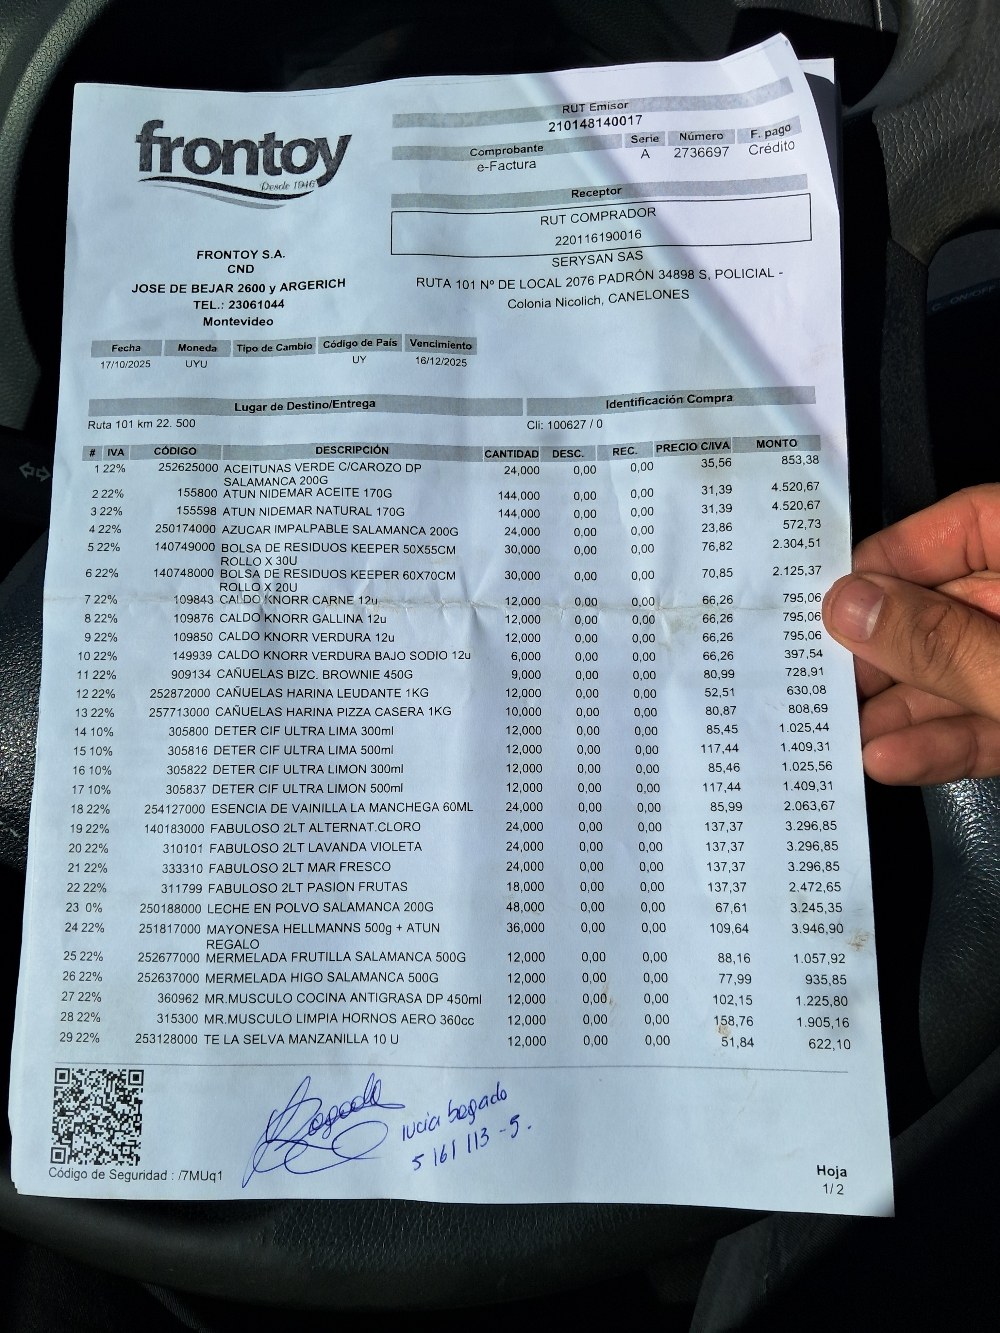 frontoy
Desde 1946
RUT Emisor
210148140017
Comprobante Serie Número F. pago
e-Factura A 2736697 Crédito
Receptor
RUT COMPRADOR
220116190016
SERYSAN SAS
RUTA 101 Nº DE LOCAL 2076 PADRÓN 34898 S, POLICIAL -
Colonia Nicolich, CANELONES
FRONTOY S.A.
CND
JOSE DE BEJAR 2600 y ARGERICH
TEL.: 23061044
Montevideo
Fecha Moneda Tipo de Cambio Código de País Vencimiento
17/10/2025 UYU UY 16/12/2025
Lugar de Destino/Entrega Identificación Compra
Ruta 101 km 22. 500 Cli: 100627 / 0
# IVA CÓDIGO DESCRIPCIÓN CANTIDAD DESC. REC. PRECIO C/IVA MONTO
1 22% 252625000 ACEITUNAS VERDE C/CAROZO DP 24,000 0,00 0,00 35,56 853,38
SALAMANCA 200G
2 22% 155800 ATUN NIDEMAR ACEITE 170G 144,000 0,00 0,00 31,39 4.520,67
3 22% 155598 ATUN NIDEMAR NATURAL 170G 144,000 0,00 0,00 31,39 4.520,67
4 22% 250174000 AZUCAR IMPALPABLE SALAMANCA 200G 24,000 0,00 0,00 23,86 572,73
5 22% 140749000 BOLSA DE RESIDUOS KEEPER 50X55CM 30,000 0,00 0,00 76,82 2.304,51
ROLLO X 30U
6 22% 140748000 BOLSA DE RESIDUOS KEEPER 60X70CM 30,000 0,00 0,00 70,85 2.125,37
ROLLO X 20U
7 22% 109843 CALDO KNORR CARNE 12u 12,000 0,00 0,00 66,26 795,06
8 22% 109876 CALDO KNORR GALLINA 12u 12,000 0,00 0,00 66,26 795,06
9 22% 109850 CALDO KNORR VERDURA 12u 12,000 0,00 0,00 66,26 795,06
10 22% 149939 CALDO KNORR VERDURA BAJO SODIO 12u 6,000 0,00 0,00 66,26 397,54
11 22% 909134 CAÑUELAS BIZC. BROWNIE 450G 9,000 0,00 0,00 80,99 728,91
12 22% 252872000 CAÑUELAS HARINA LEUDANTE 1KG 12,000 0,00 0,00 52,51 630,08
13 22% 257713000 CAÑUELAS HARINA PIZZA CASERA 1KG 10,000 0,00 0,00 80,87 808,69
14 10% 305800 DETER CIF ULTRA LIMA 300ml 12,000 0,00 0,00 85,45 1.025,44
15 10% 305816 DETER CIF ULTRA LIMA 500ml 12,000 0,00 0,00 117,44 1.409,31
16 10% 305822 DETER CIF ULTRA LIMON 300ml 12,000 0,00 0,00 85,46 1.025,56
17 10% 305837 DETER CIF ULTRA LIMON 500ml 12,000 0,00 0,00 117,44 1.409,31
18 22% 254127000 ESENCIA DE VAINILLA LA MANCHEGA 60ML 24,000 0,00 0,00 85,99 2.063,67
19 22% 140183000 FABULOSO 2LT ALTERNAT.CLORO 24,000 0,00 0,00 137,37 3.296,85
20 22% 310101 FABULOSO 2LT LAVANDA VIOLETA 24,000 0,00 0,00 137,37 3.296,85
21 22% 333310 FABULOSO 2LT MAR FRESCO 24,000 0,00 0,00 137,37 3.296,85
22 22% 311799 FABULOSO 2LT PASION FRUTAS 18,000 0,00 0,00 137,37 2.472,65
23 0% 250188000 LECHE EN POLVO SALAMANCA 200G 48,000 0,00 0,00 67,61 3.245,35
24 22% 251817000 MAYONESA HELLMANNS 500g + ATUN 36,000 0,00 0,00 109,64 3.946,90
REGALO
25 22% 252677000 MERMELADA FRUTILLA SALAMANCA 500G 12,000 0,00 0,00 88,16 1.057,92
26 22% 252637000 MERMELADA HIGO SALAMANCA 500G 12,000 0,00 0,00 77,99 935,85
27 22% 360962 MR.MUSCULO COCINA ANTIGRASA DP 450ml 12,000 0,00 0,00 102,15 1.225,80
28 22% 315300 MR.MUSCULO LIMPIA HORNOS AERO 360cc 12,000 0,00 0,00 158,76 1.905,16
29 22% 253128000 TE LA SELVA MANZANILLA 10 U 12,000 0,00 0,00 51,84 622,10
lucia bogado
5 161 113 - 5.
Código de Seguridad : /7MUq1
Hoja
1/ 2